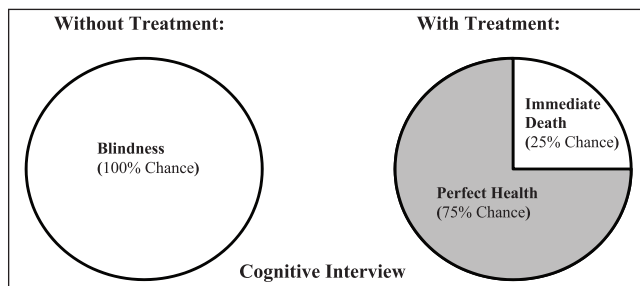 Without Treatment:
With Treatment:
Blindness
(100% Chance)
Immediate
Death
(25% Chance)
Perfect Health
(75% Chance)
Cognitive Interview